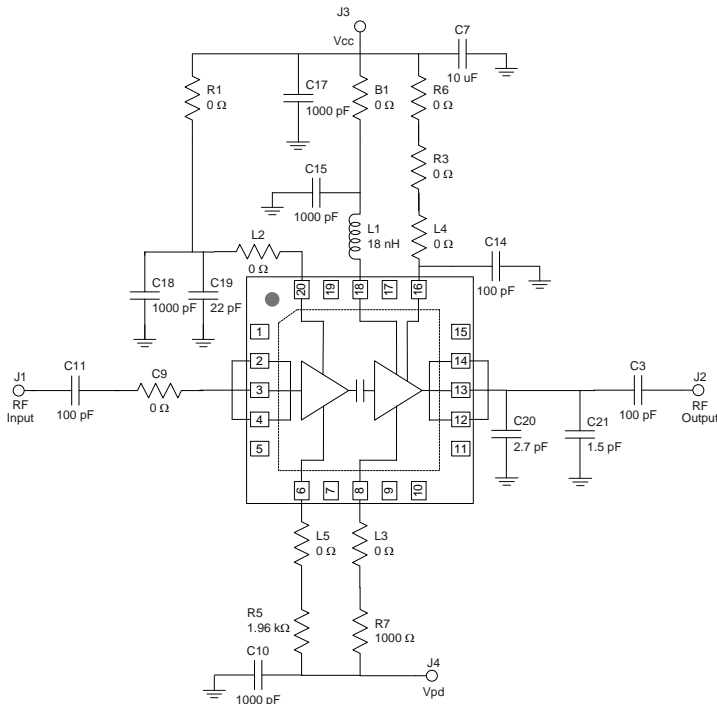 J3
Vcc
C7
10 uF
R1
0 Ω
C17
1000 pF
B1
0 Ω
R6
0 Ω
R3
0 Ω
C15
1000 pF
L1
18 nH
L4
0 Ω
L2
0 Ω
C14
100 pF
C18
1000 pF
C19
22 pF
20
19
18
17
16
1
15
2
14
J1
RF
Input
C11
100 pF
C9
0 Ω
3
13
C3
100 pF
J2
RF
Output
4
12
C20
2.7 pF
C21
1.5 pF
5
11
6
7
8
9
10
L5
0 Ω
L3
0 Ω
R5
1.96 kΩ
R7
1000 Ω
C10
1000 pF
J4
Vpd